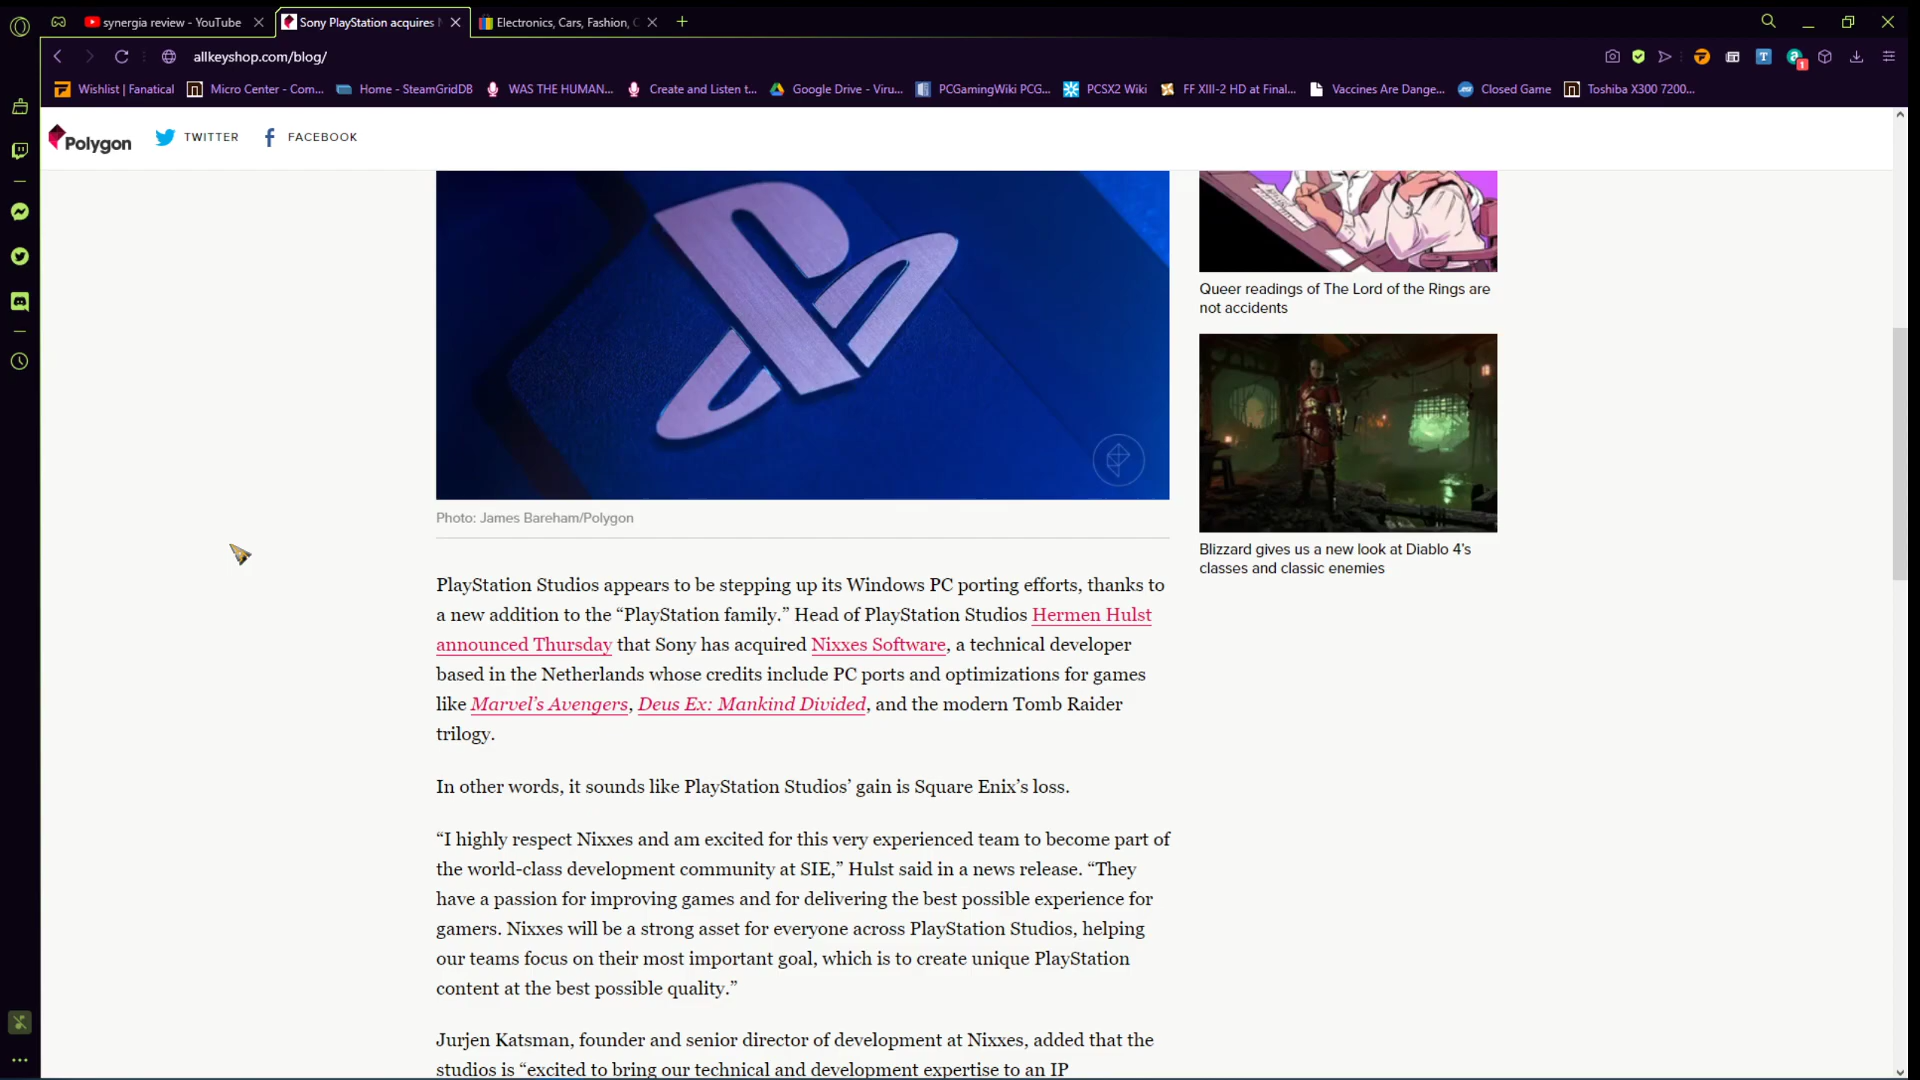 synergia review - YouTube
Sony PlayStation acquires
Electronics, Cars, Fashion, C
allkeyshop.com/blog/
1
Wishlist | Fanatical
Micro Center - Com...
Home - SteamGridDB
WAS THE HUMAN...
Create and Listen t...
Google Drive - Viru...
PCGamingWiki PCG...
PCSX2 Wiki
FF XIII-2 HD at Final...
Vaccines Are Dange...
Closed Game
Toshiba X300 7200...
Polygon
TWITTER
FACEBOOK
Photo: James Bareham/Polygon
PlayStation Studios appears to be stepping up its Windows PC porting efforts, thanks to
a new addition to the “PlayStation family.” Head of PlayStation Studios Hermen Hulst
announced Thursday that Sony has acquired Nixxes Software, a technical developer
based in the Netherlands whose credits include PC ports and optimizations for games
like Marvel’s Avengers, Deus Ex: Mankind Divided, and the modern Tomb Raider
trilogy.
In other words, it sounds like PlayStation Studios’ gain is Square Enix’s loss.
“I highly respect Nixxes and am excited for this very experienced team to become part of
the world-class development community at SIE,” Hulst said in a news release. “They
have a passion for improving games and for delivering the best possible experience for
gamers. Nixxes will be a strong asset for everyone across PlayStation Studios, helping
our teams focus on their most important goal, which is to create unique PlayStation
content at the best possible quality.”
Jurjen Katsman, founder and senior director of development at Nixxes, added that the
studios is “excited to bring our technical and development expertise to an IP
Queer readings of The Lord of the Rings are
not accidents
Blizzard gives us a new look at Diablo 4’s
classes and classic enemies